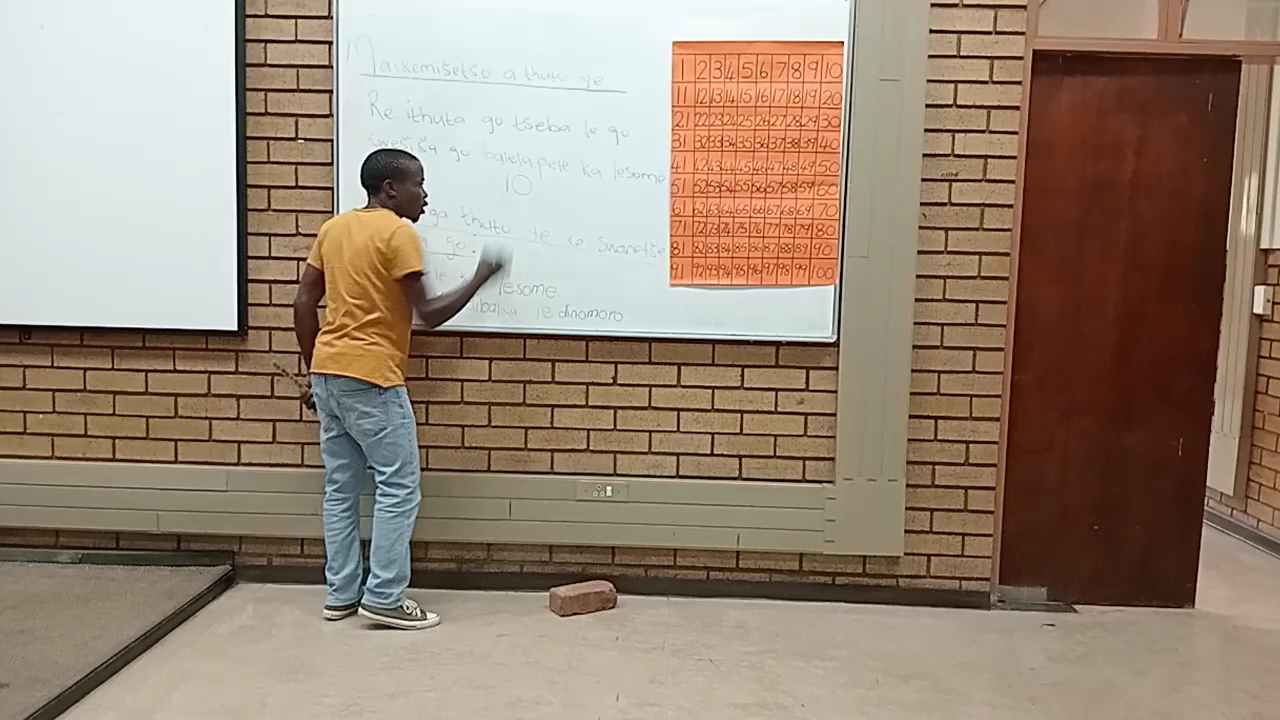 Maikemišetšo a thutu ye
Re ithuta go tseba le go
go balela pele ka lesome
10
ga thuto ye ke swanetše
go.
le lesome.
le dinomoro
1 2 3 4 5 6 7 8 9 10
11 12 13 14 15 16 17 18 19 20
21 22 23 24 25 26 27 28 29 30
31 32 33 34 35 36 37 38 39 40
41 42 43 44 45 46 47 48 49 50
51 52 53 54 55 56 57 58 59 60
61 62 63 64 65 66 67 68 69 70
71 72 73 74 75 76 77 78 79 80
81 82 83 84 85 86 87 88 89 90
91 92 93 94 95 96 97 98 99 100